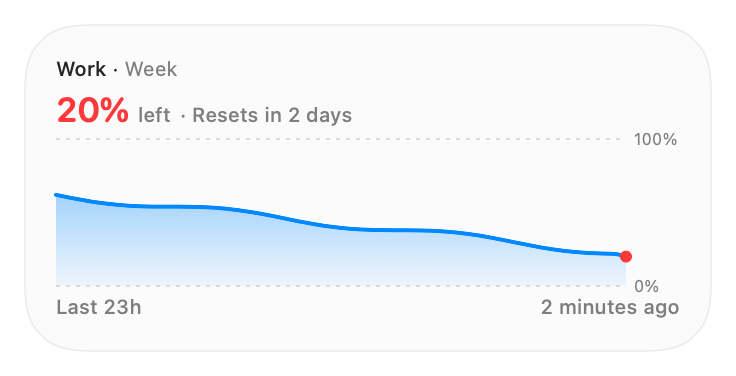 Work · Week
20% left · Resets in 2 days
100%
0%
Last 23h
2 minutes ago